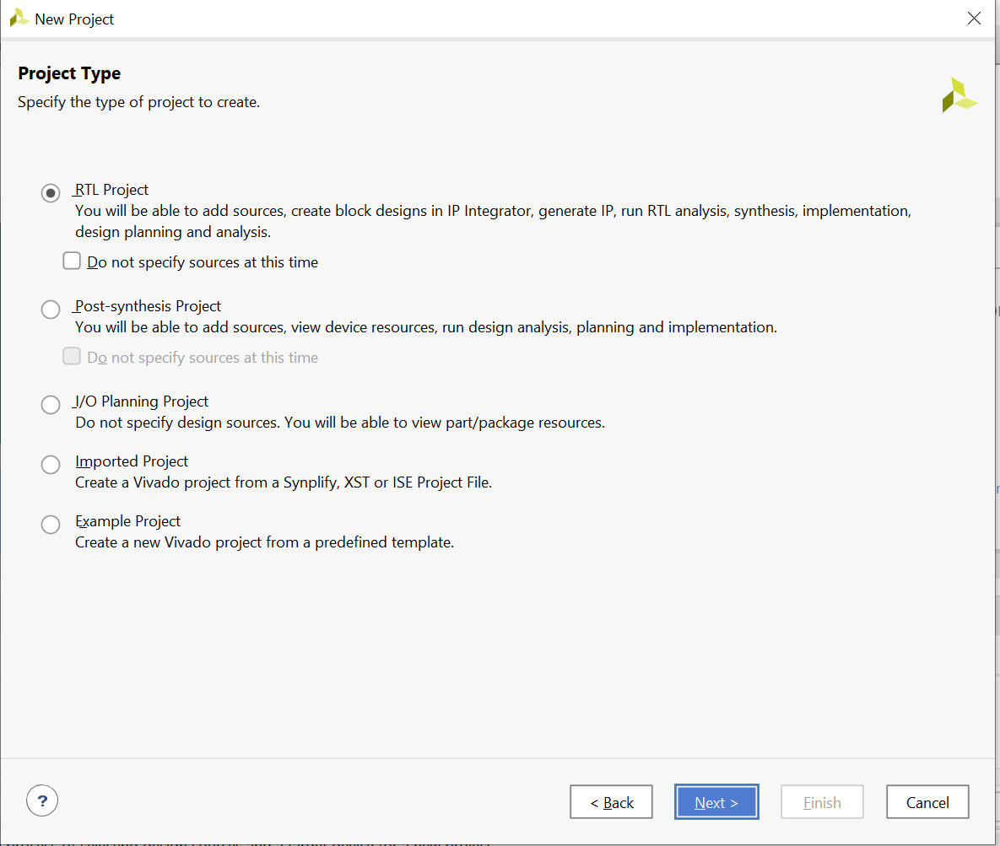 New Project
Project Type
Specify the type of project to create.
RTL Project
You will be able to add sources, create block designs in IP Integrator, generate IP, run RTL analysis, synthesis, implementation,
design planning and analysis.
Do not specify sources at this time
Post-synthesis Project
You will be able to add sources, view device resources, run design analysis, planning and implementation.
Do not specify sources at this time
I/O Planning Project
Do not specify design sources. You will be able to view part/package resources.
Imported Project
Create a Vivado project from a Synplify, XST or ISE Project File.
Example Project
Create a new Vivado project from a predefined template.
?
< Back
Next >
Finish
Cancel